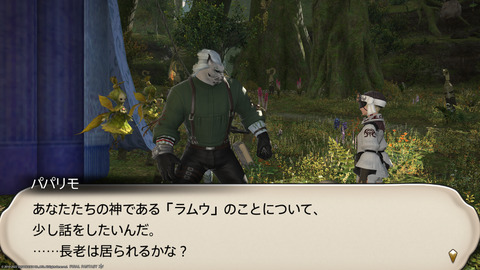 パパリモ
あなたたちの神である「ラムウ」のことについて、
少し話をしたいんだ。
……長老は居られるかな？